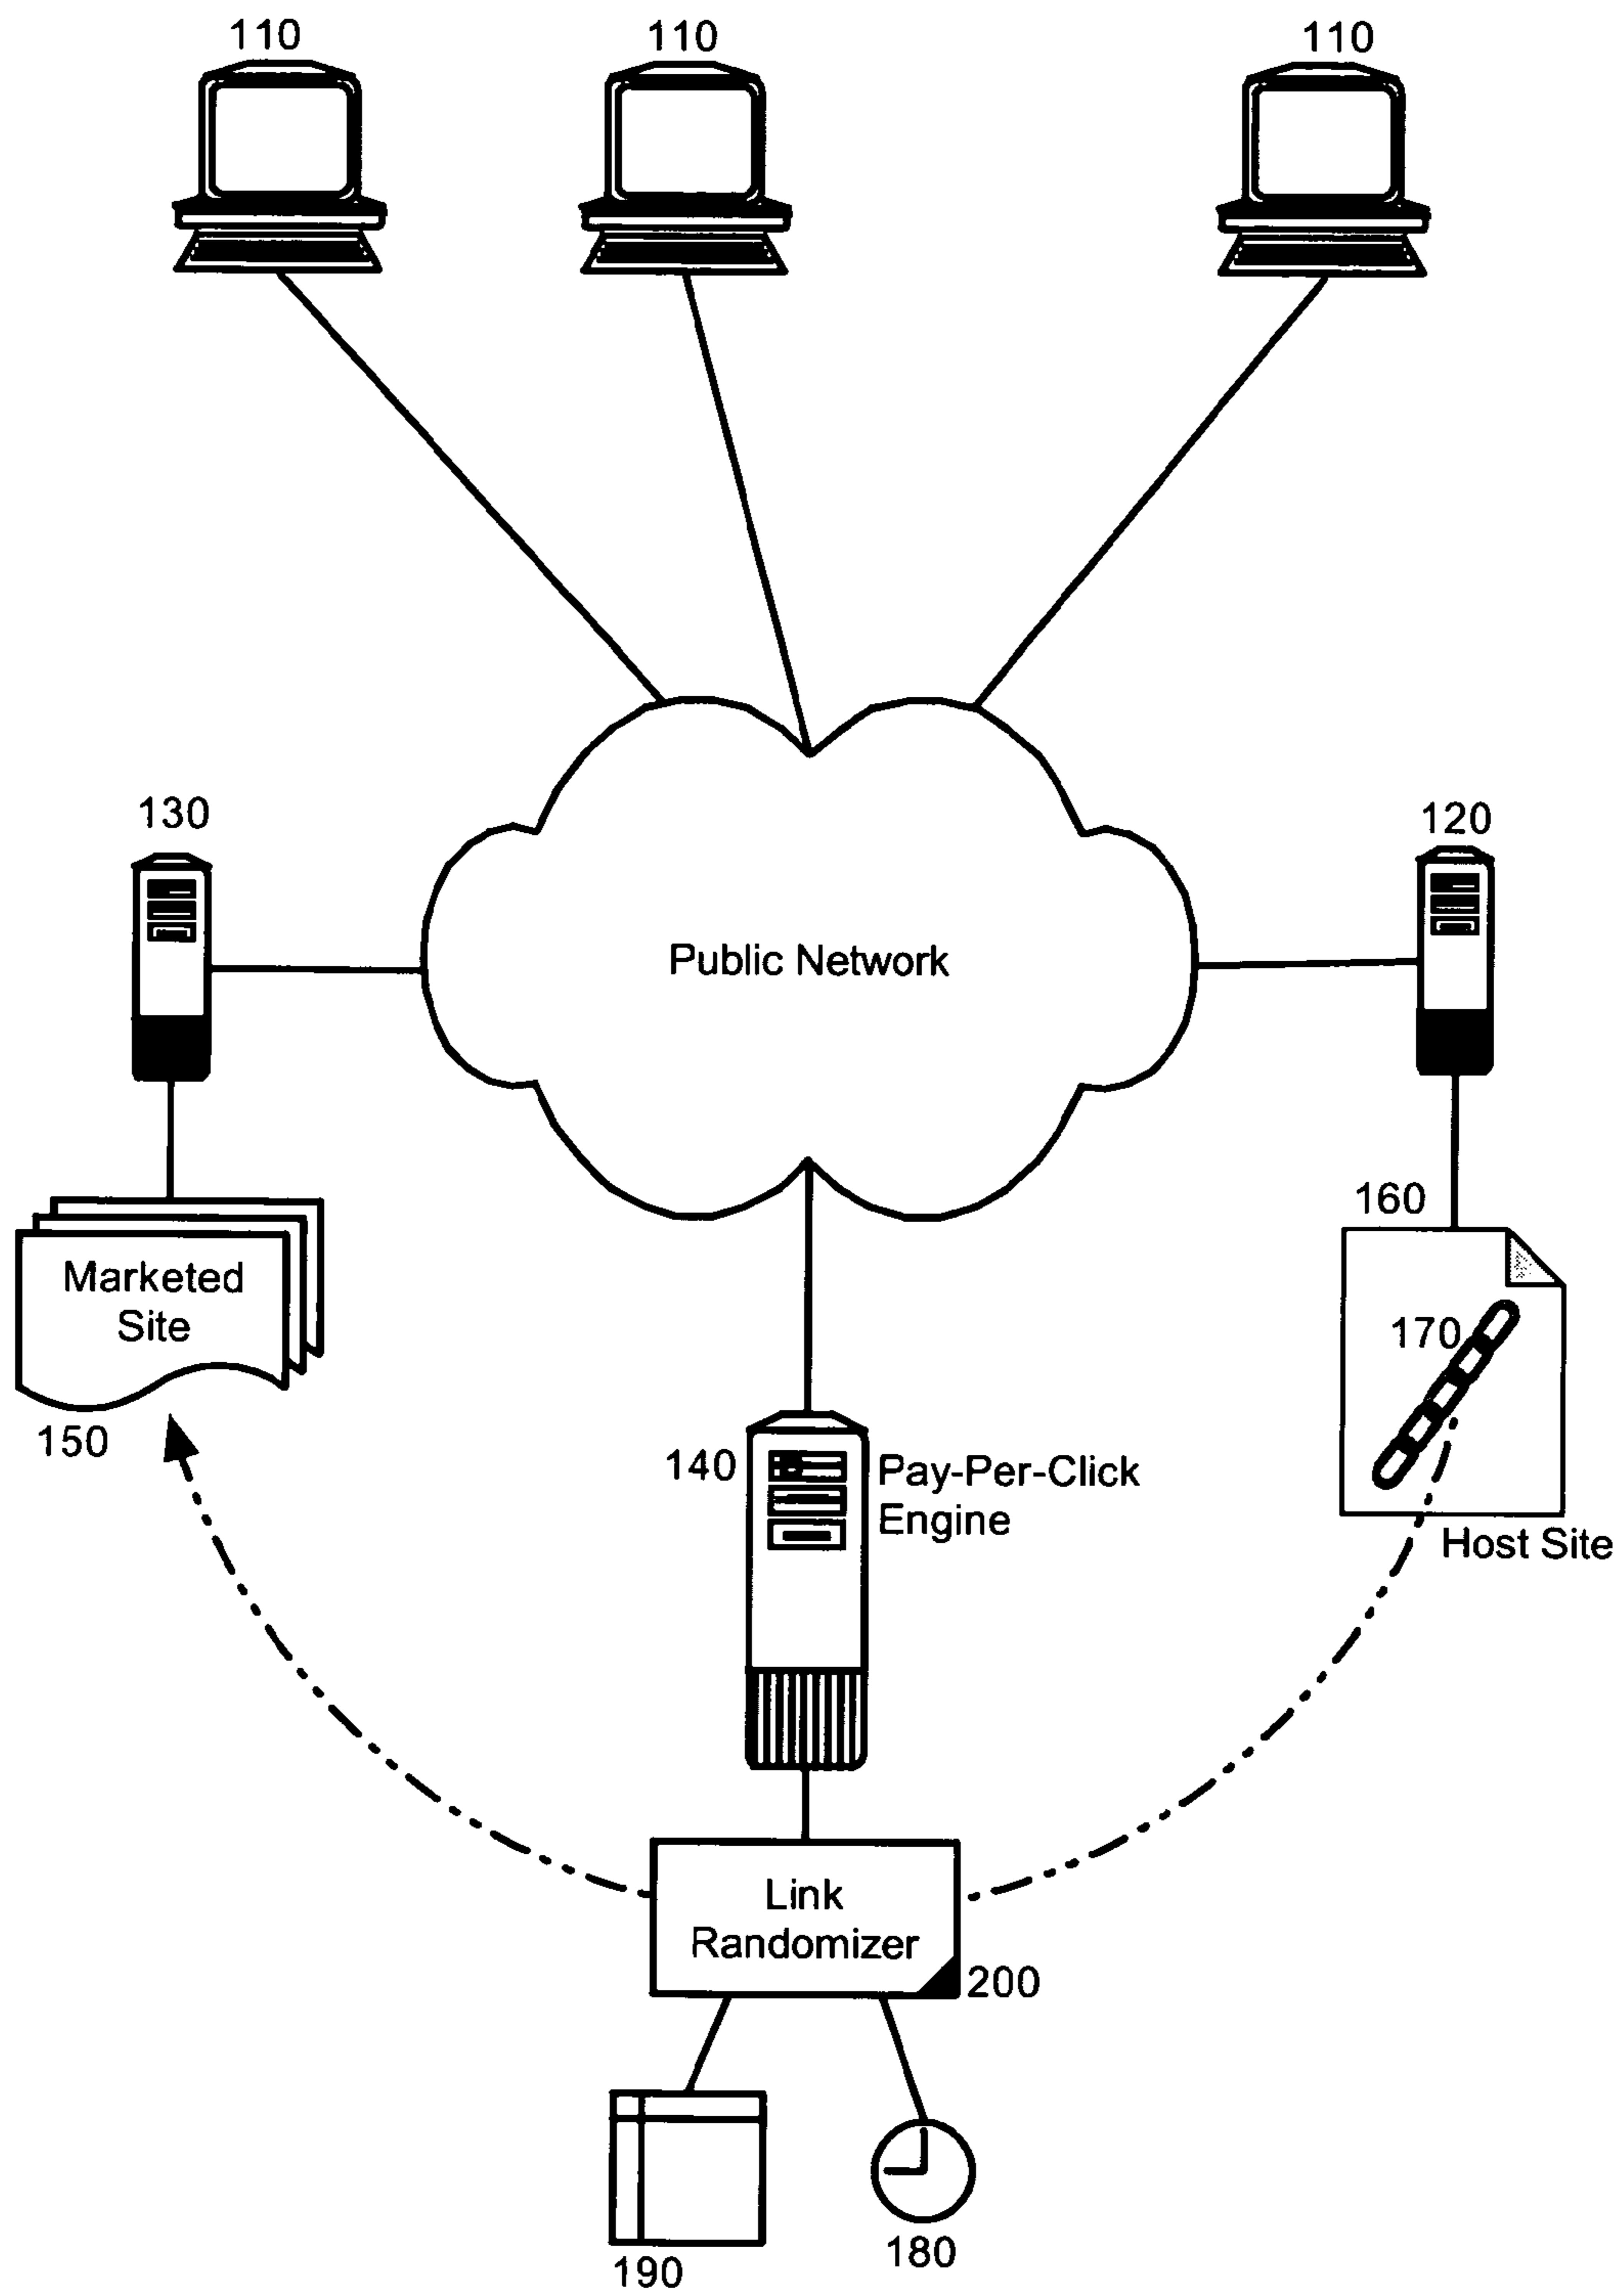 110
110
110
130
120
Public Network
160
Marketed
Site
170
150
140
Pay-Per-Click
Engine
Host Site
Link
Randomizer
200
190
180